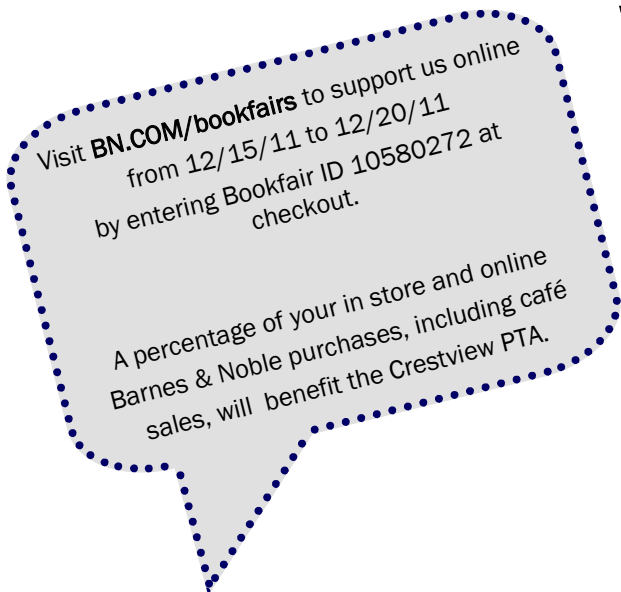 Visit BN.COM/bookfairs to support us online
from 12/15/11 to 12/20/11
by entering Bookfair ID 10580272 at
checkout.
A percentage of your in store and online
Barnes & Noble purchases, including café
sales, will benefit the Crestview PTA.